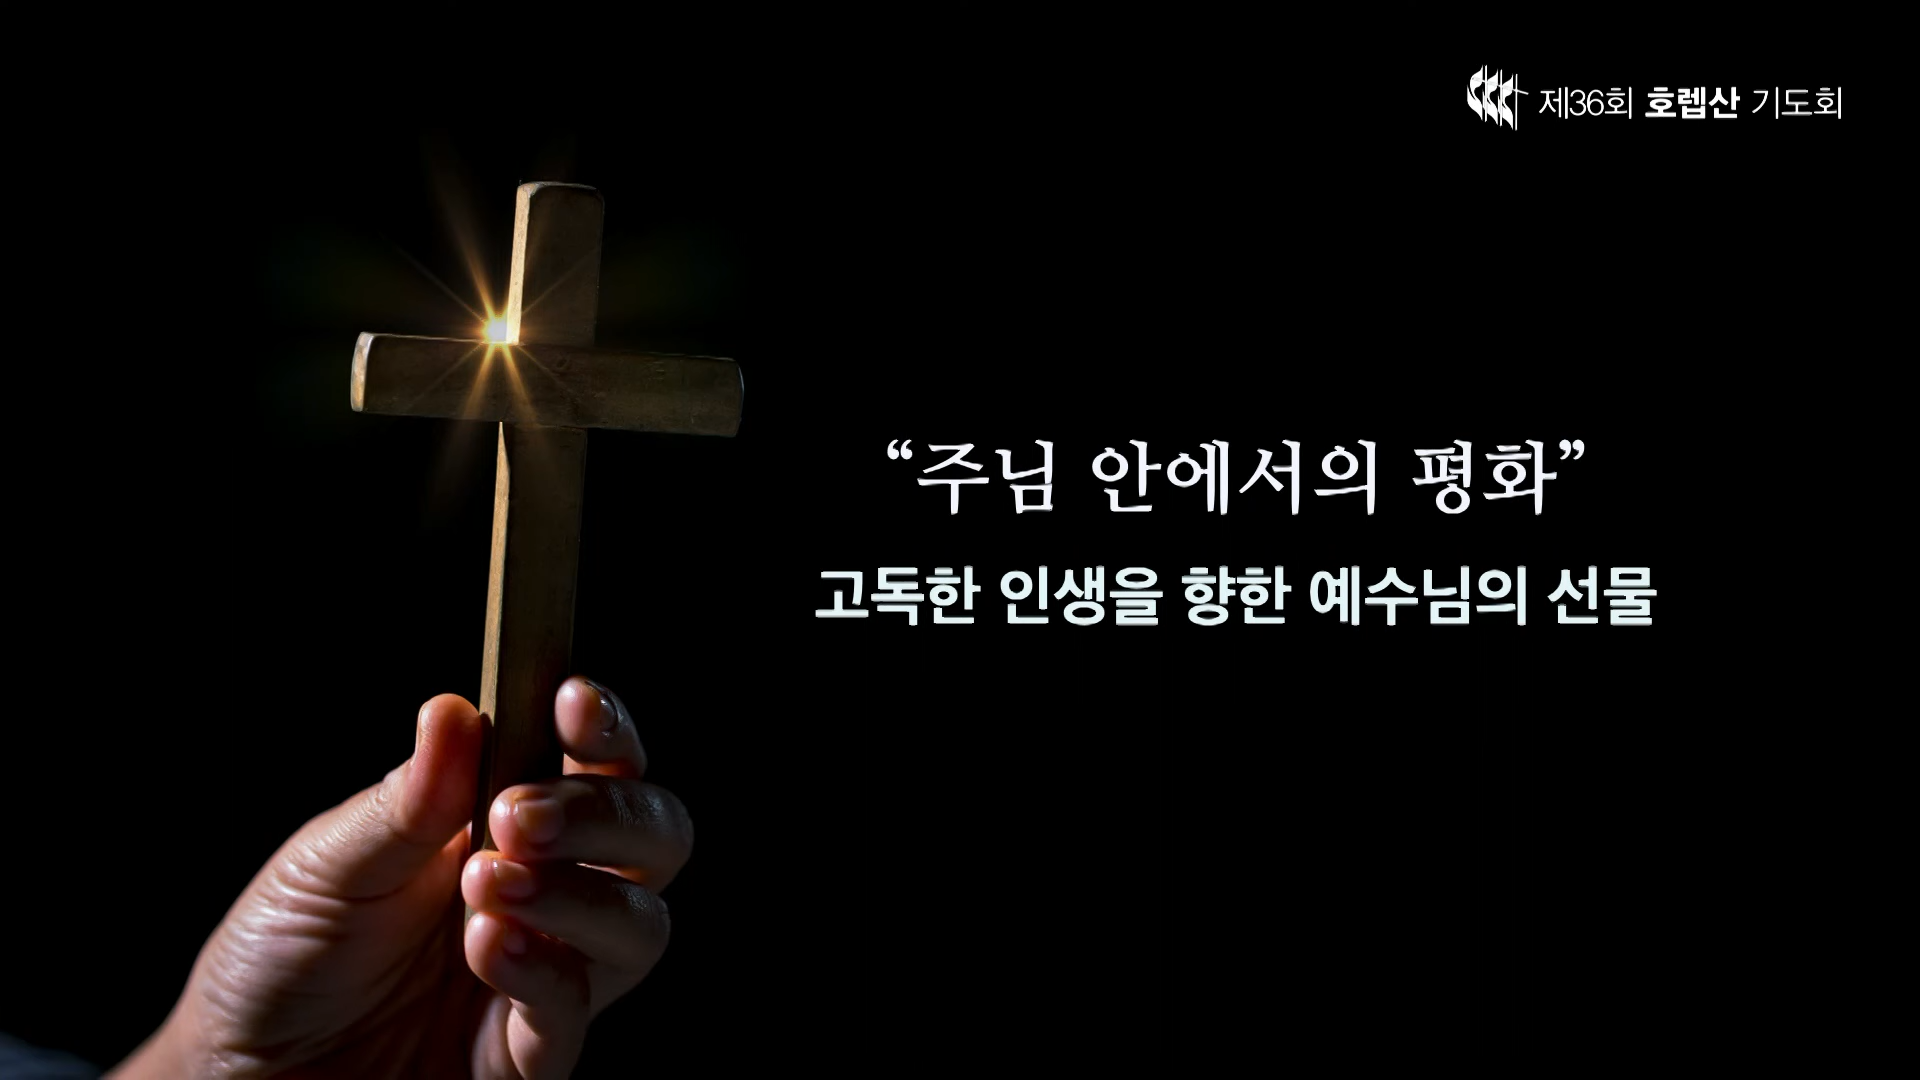 제36회 호렙산 기도회
“주님 안에서의 평화”
고독한 인생을 향한 예수님의 선물